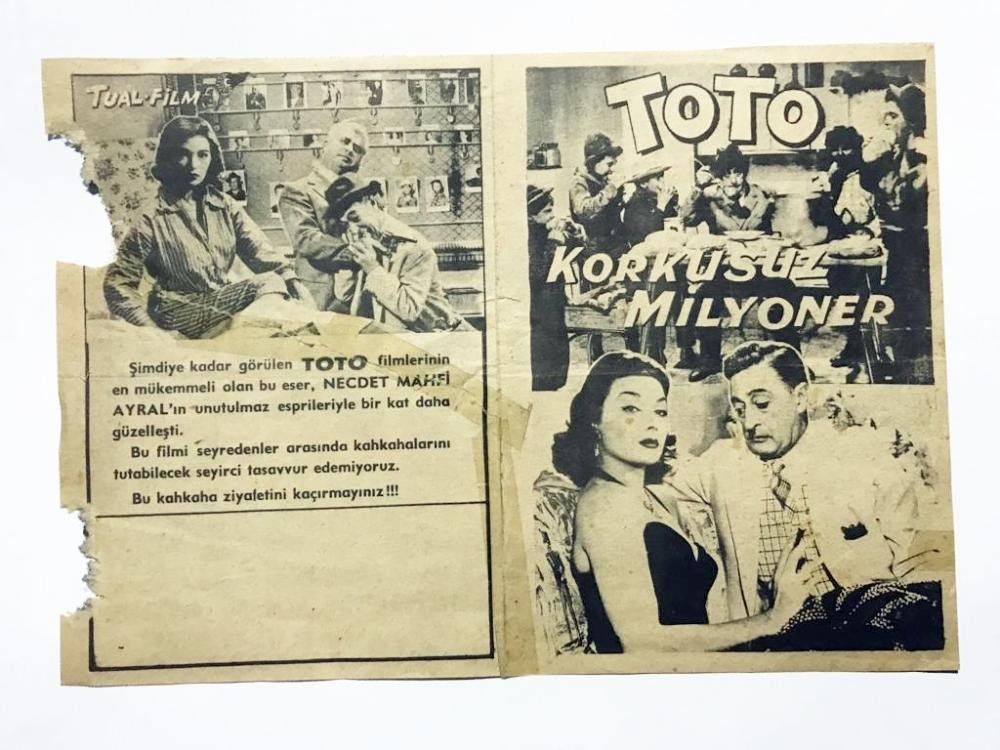 TUAL-FİLM
Şimdiye kadar görülen TOTO filmlerinin
en mükemmeli olan bu eser, NECDET MAHFİ
AYRAL'ın unutulmaz esprileriyle bir kat daha
güzelleşti.
Bu filmi seyredenler arasında kahkahalarını
tutabilecek seyirci tasavvur edemiyoruz.
Bu kahkaha ziyafetini kaçırmayınız!!!
TOTO
KORKUSUZ
MİLYONER